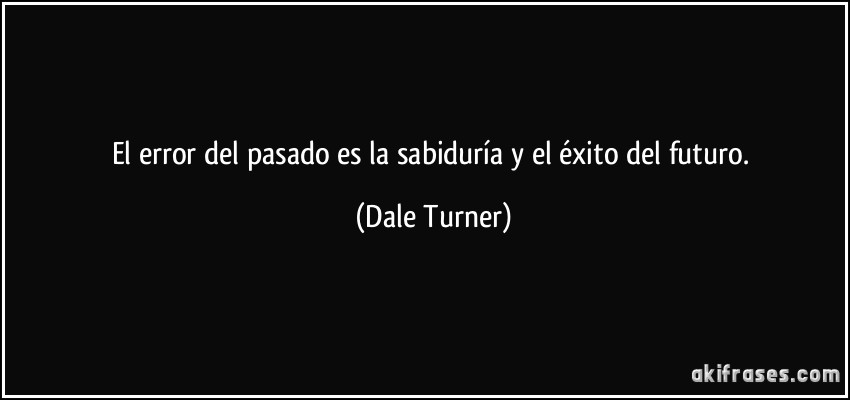 El error del pasado es la sabiduría y el éxito del futuro.
(Dale Turner)
akifrases.com